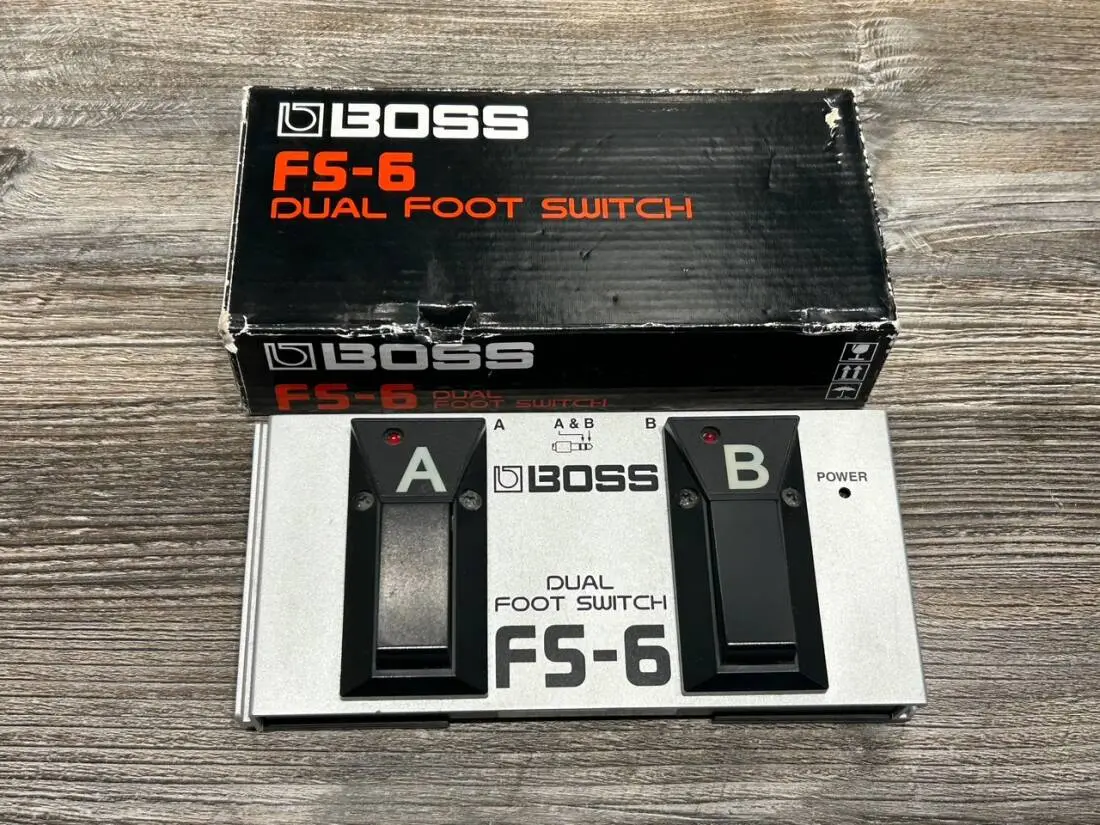 BOSS
FS-6
DUAL FOOT SWITCH
BOSS
FS-6 DUAL
FOOT SWITCH
A A & B B
A BOSS B
POWER
DUAL
FOOT SWITCH
FS-6